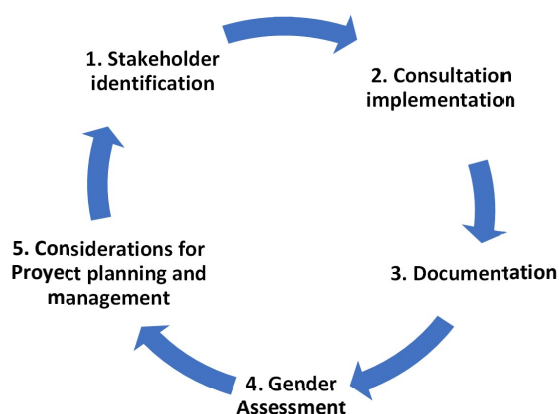 1. Stakeholder
identification
2. Consultation
implementation
3. Documentation
4. Gender
Assessment
5. Considerations for
Proyect planning and
management